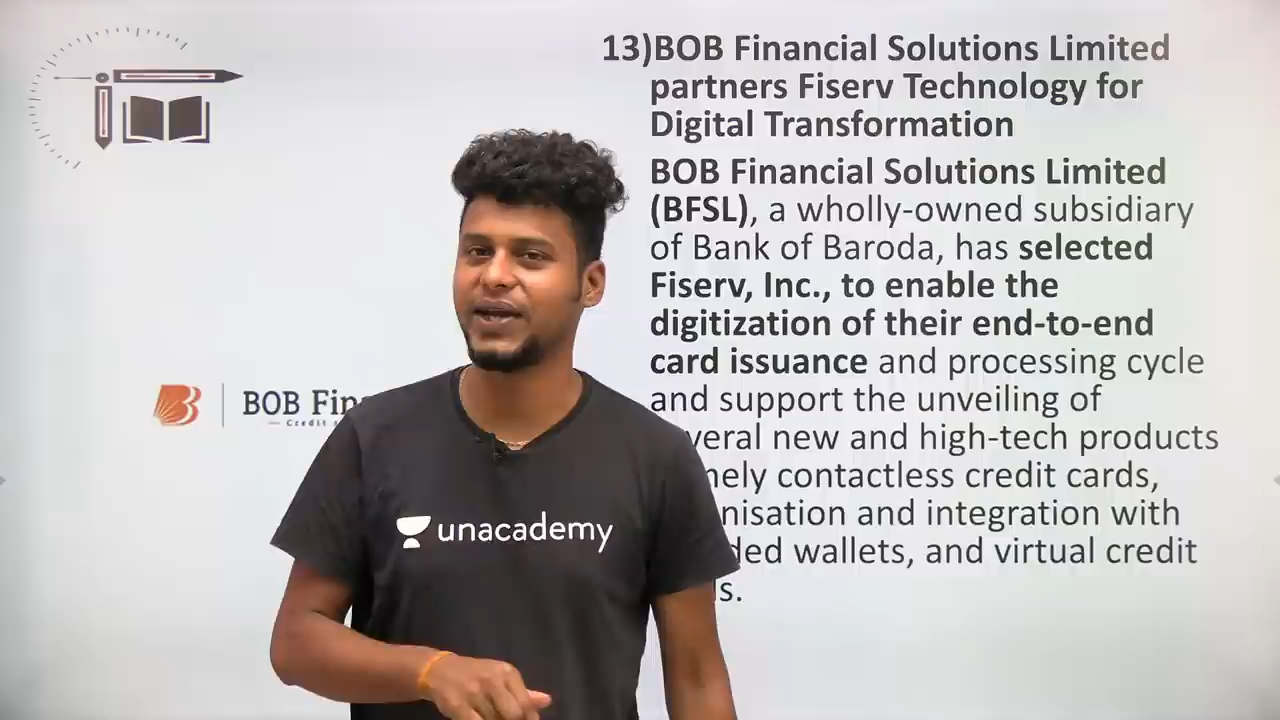 13)BOB Financial Solutions Limited
partners Fiserv Technology for
Digital Transformation
BOB Financial Solutions Limited
(BFSL), a wholly-owned subsidiary
of Bank of Baroda, has selected
Fiserv, Inc., to enable the
digitization of their end-to-end
card issuance and processing cycle
and support the unveiling of
new and high-tech products
contactless credit cards,
and integration with
wallets, and virtual credit
BOB
unacademy